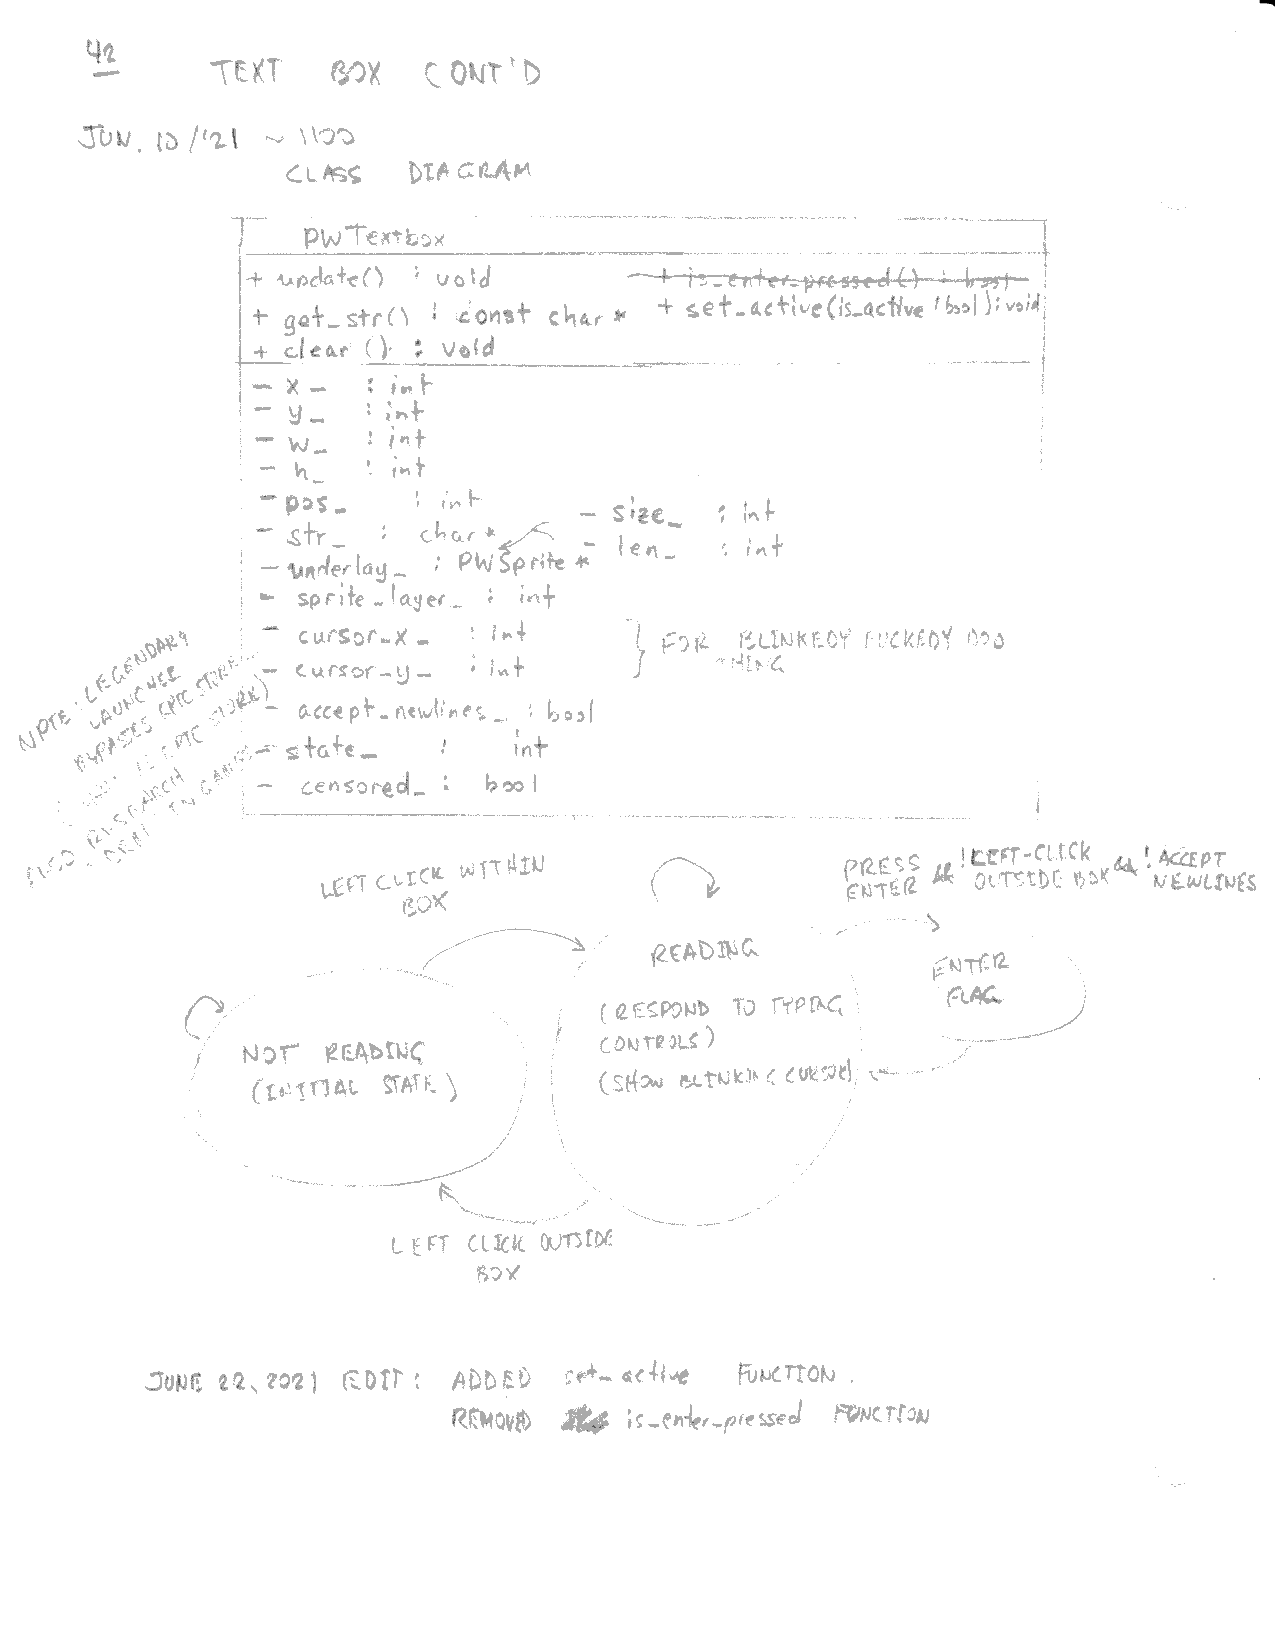 42
TEXT BOX CONT'D
JUN. 10/'21 ~1100
CLASS DIAGRAM
PWTextbox
+ update() : void
+ is_enter_pressed() : bool
+ get_str() : const char *
+ set_active(is_active : bool) : void
+ clear() : void
- x_ : int
- y_ : int
- w_ : int
- h_ : int
- pos_ : int
- size_ : int
- str_ : char *
- len_ : int
- underlay_ : PWSprite *
- sprite_layer_ : int
- cursor_x_ : int
- cursor_y_ : int
} FOR BLINKEDY FUCKEDY DOO
THING
- accept_newlines_ : bool
- state_ : int
- censored_ : bool
NOTE: LEGENDARY
LAUNCHER
BYPASSES EPIC STORE
EPIC STORE)
ALSO RESEARCH
DRM IN GAMES
LEFT CLICK WITHIN
BOX
PRESS
ENTER && !LEFT-CLICK
OUTSIDE BOX && !ACCEPT
NEWLINES
READING
(RESPOND TO TYPING
CONTROLS)
(SHOW BLINKING CURSOR)
ENTER
FLAG
NOT READING
(INITIAL STATE)
LEFT CLICK OUTSIDE
BOX
JUNE 22, 2021 EDIT: ADDED set_active FUNCTION.
REMOVED is_enter_pressed FUNCTION